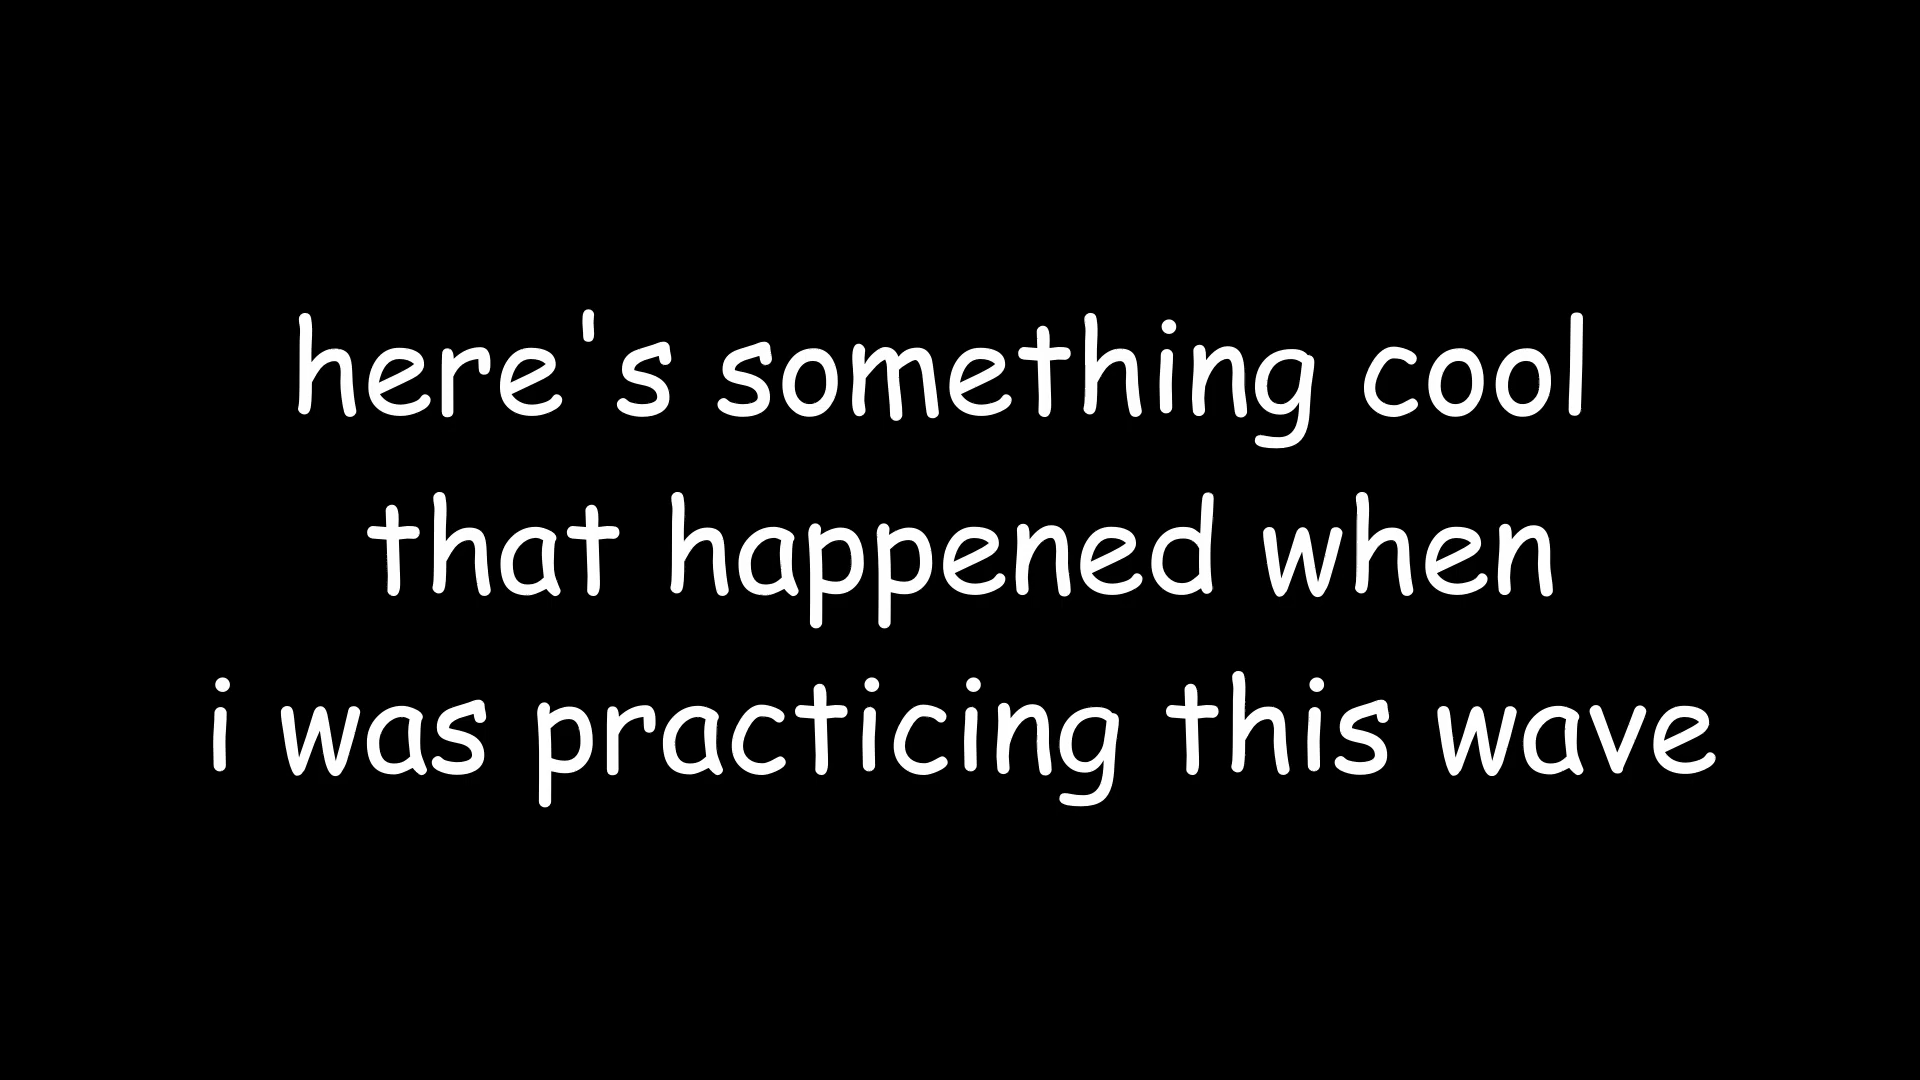 here's something cool
that happened when
i was practicing this wave